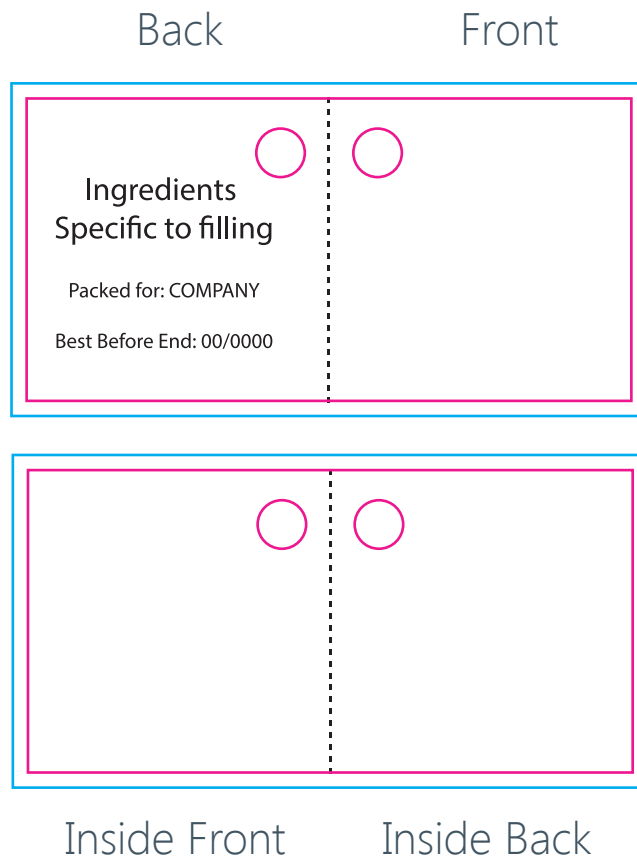 Back Front
Ingredients
Specific to filling
Packed for: COMPANY
Best Before End: 00/0000
Inside Front Inside Back